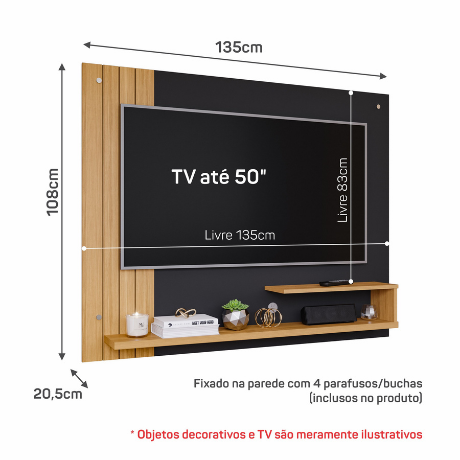 135cm
108cm
TV até 50"
Livre 83cm
Livre 135cm
20,5cm
Fixado na parede com 4 parafusos/buchas
(inclusos no produto)
* Objetos decorativos e TV são meramente ilustrativos